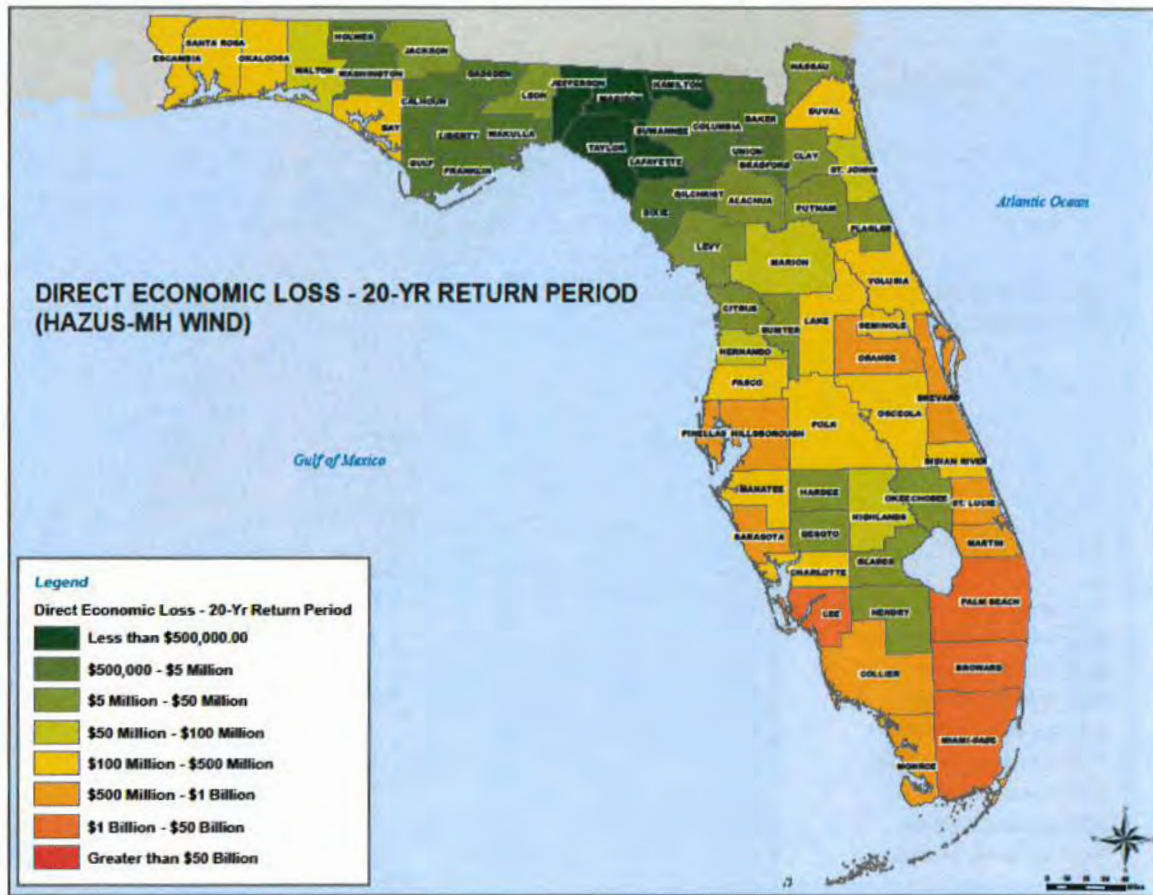 HOLMES
SANTA ROSA
JACKSON
ESCAMBIA
OKALOOSA
WALTON
WASHINGTON
GADSDEN
JEFFERSON
HAMILTON
NASSAU
LEON
MADISON
DUVAL
CALHOUN
BAY
LIBERTY
WAKULLA
SUWANNEE
COLUMBIA
BAKER
TAYLOR
UNION
GULF
FRANKLIN
LAFAYETTE
BRADFORD
CLAY
ST. JOHNS
GILCHRIST
ALACHUA
PUTNAM
DIXIE
FLAGLER
Atlantic Ocean
LEVY
MARION
VOLUSIA
DIRECT ECONOMIC LOSS - 20-YR RETURN PERIOD
(HAZUS-MH WIND)
CITRUS
SUMTER
LAKE
SEMINOLE
HERNANDO
ORANGE
PASCO
BREVARD
OSCEOLA
POLK
PINELLAS
HILLSBOROUGH
Gulf of Mexico
INDIAN RIVER
MANATEE
HARDEE
OKEECHOBEE
ST. LUCIE
HIGHLANDS
SARASOTA
DESOTO
MARTIN
GLADES
CHARLOTTE
PALM BEACH
LEE
HENDRY
BROWARD
COLLIER
MIAMI-DADE
MONROE
Legend
Direct Economic Loss - 20-Yr Return Period
Less than $500,000.00
$500,000 - $5 Million
$5 Million - $50 Million
$50 Million - $100 Million
$100 Million - $500 Million
$500 Million - $1 Billion
$1 Billion - $50 Billion
Greater than $50 Billion